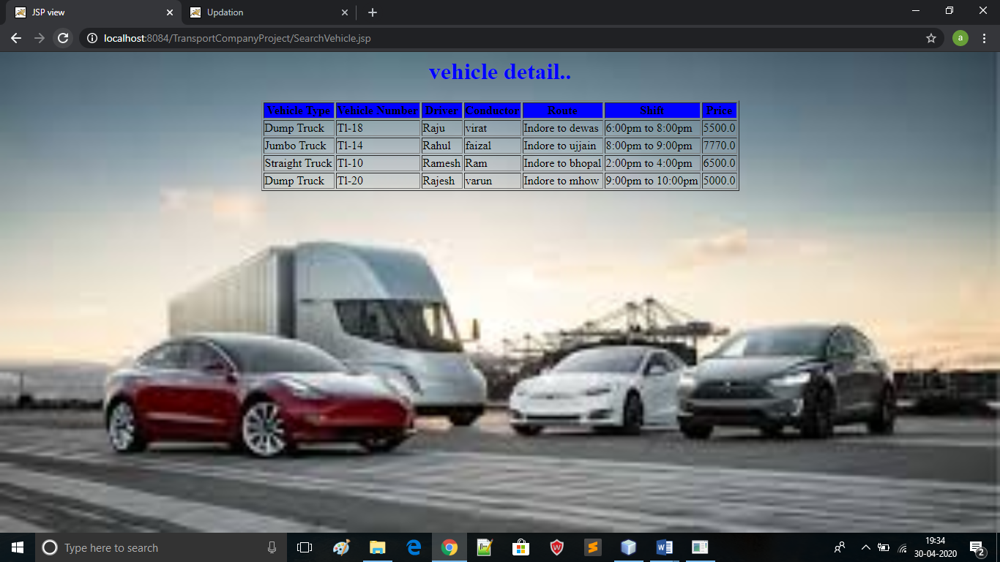 JSP view
Updation
localhost:8084/TransportCompanyProject/SearchVehicle.jsp
a
vehicle detail..
Vehicle Type Vehicle Number Driver Conductor Route Shift Price
Dump Truck Tl-18 Raju virat Indore to dewas 6:00pm to 8:00pm 5500.0
Jumbo Truck Tl-14 Rahul faizal Indore to ujjain 8:00pm to 9:00pm 7770.0
Straight Truck Tl-10 Ramesh Ram Indore to bhopal 2:00pm to 4:00pm 6500.0
Dump Truck Tl-20 Rajesh varun Indore to mhow 9:00pm to 10:00pm 5000.0
Type here to search
19:34
30-04-2020
2